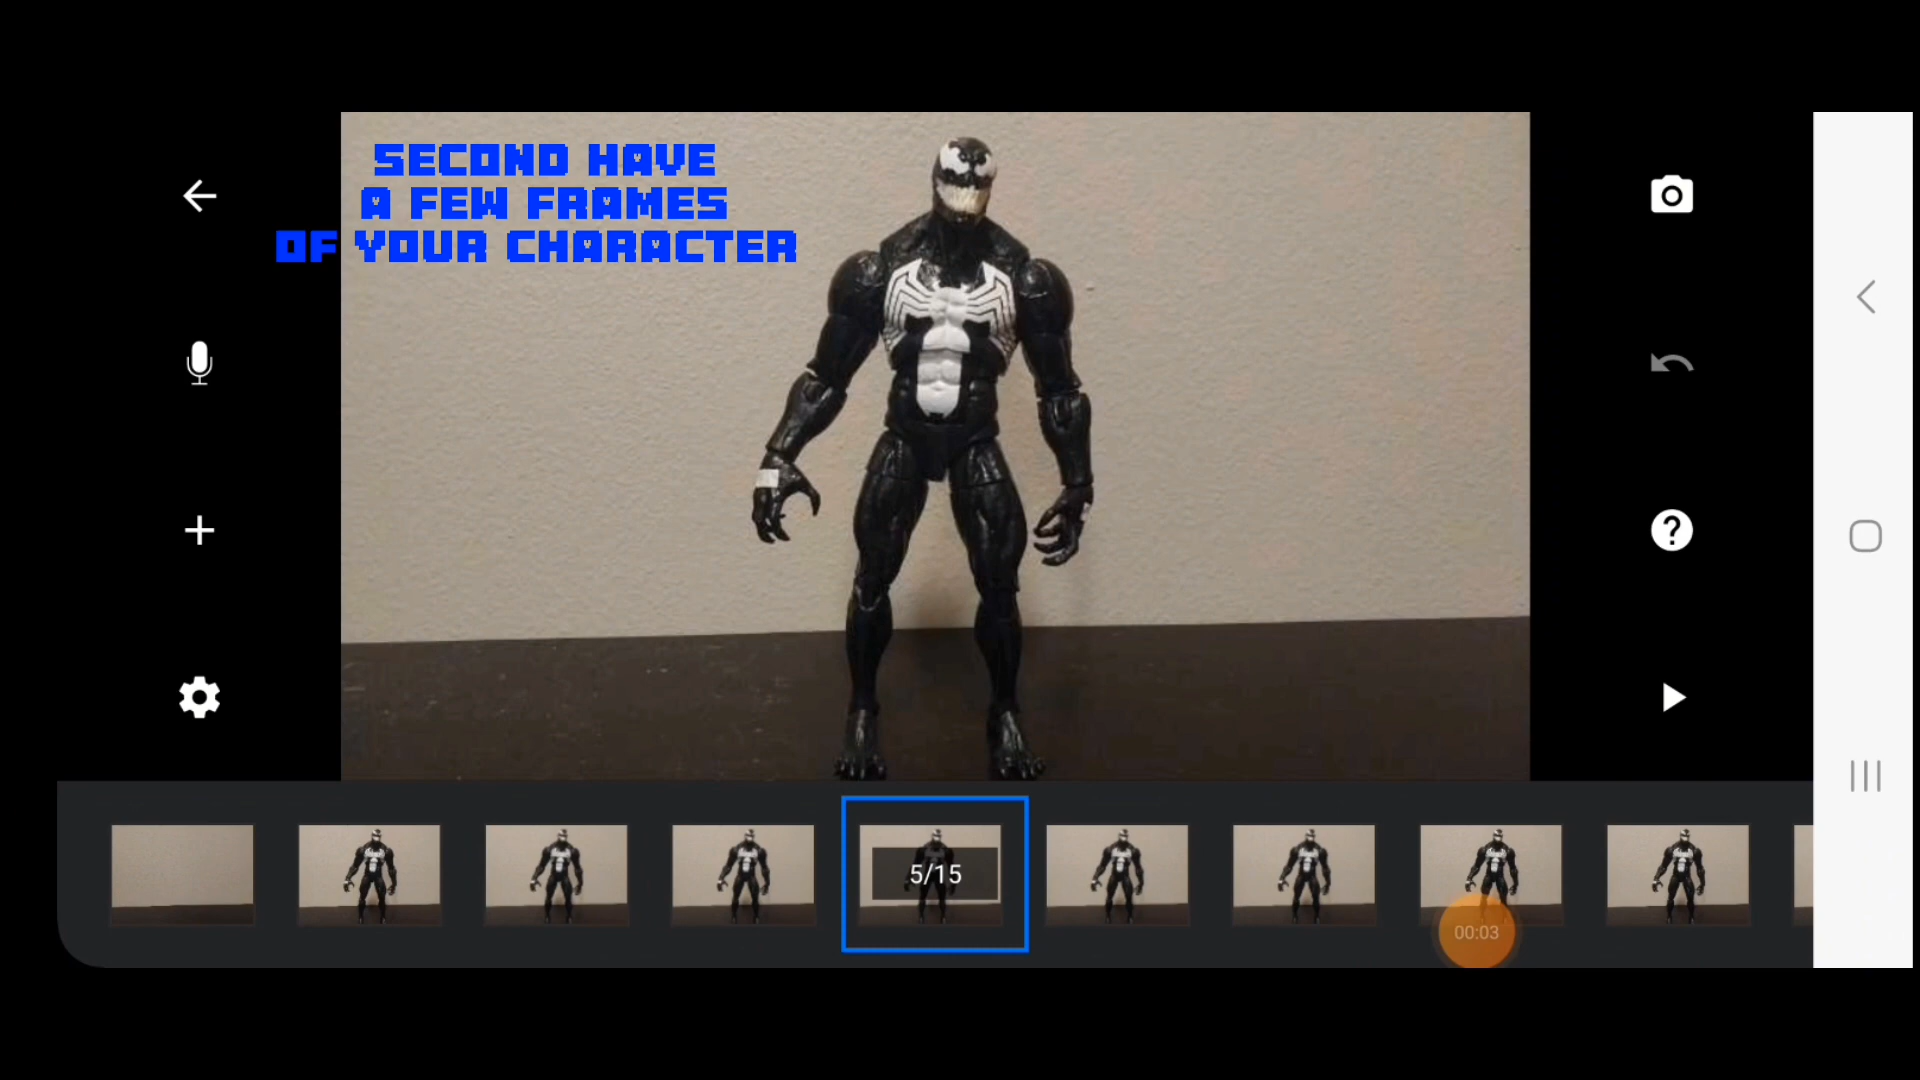 SECOND HAVE
A FEW FRAMES
OF YOUR CHARACTER
5/15
00:03